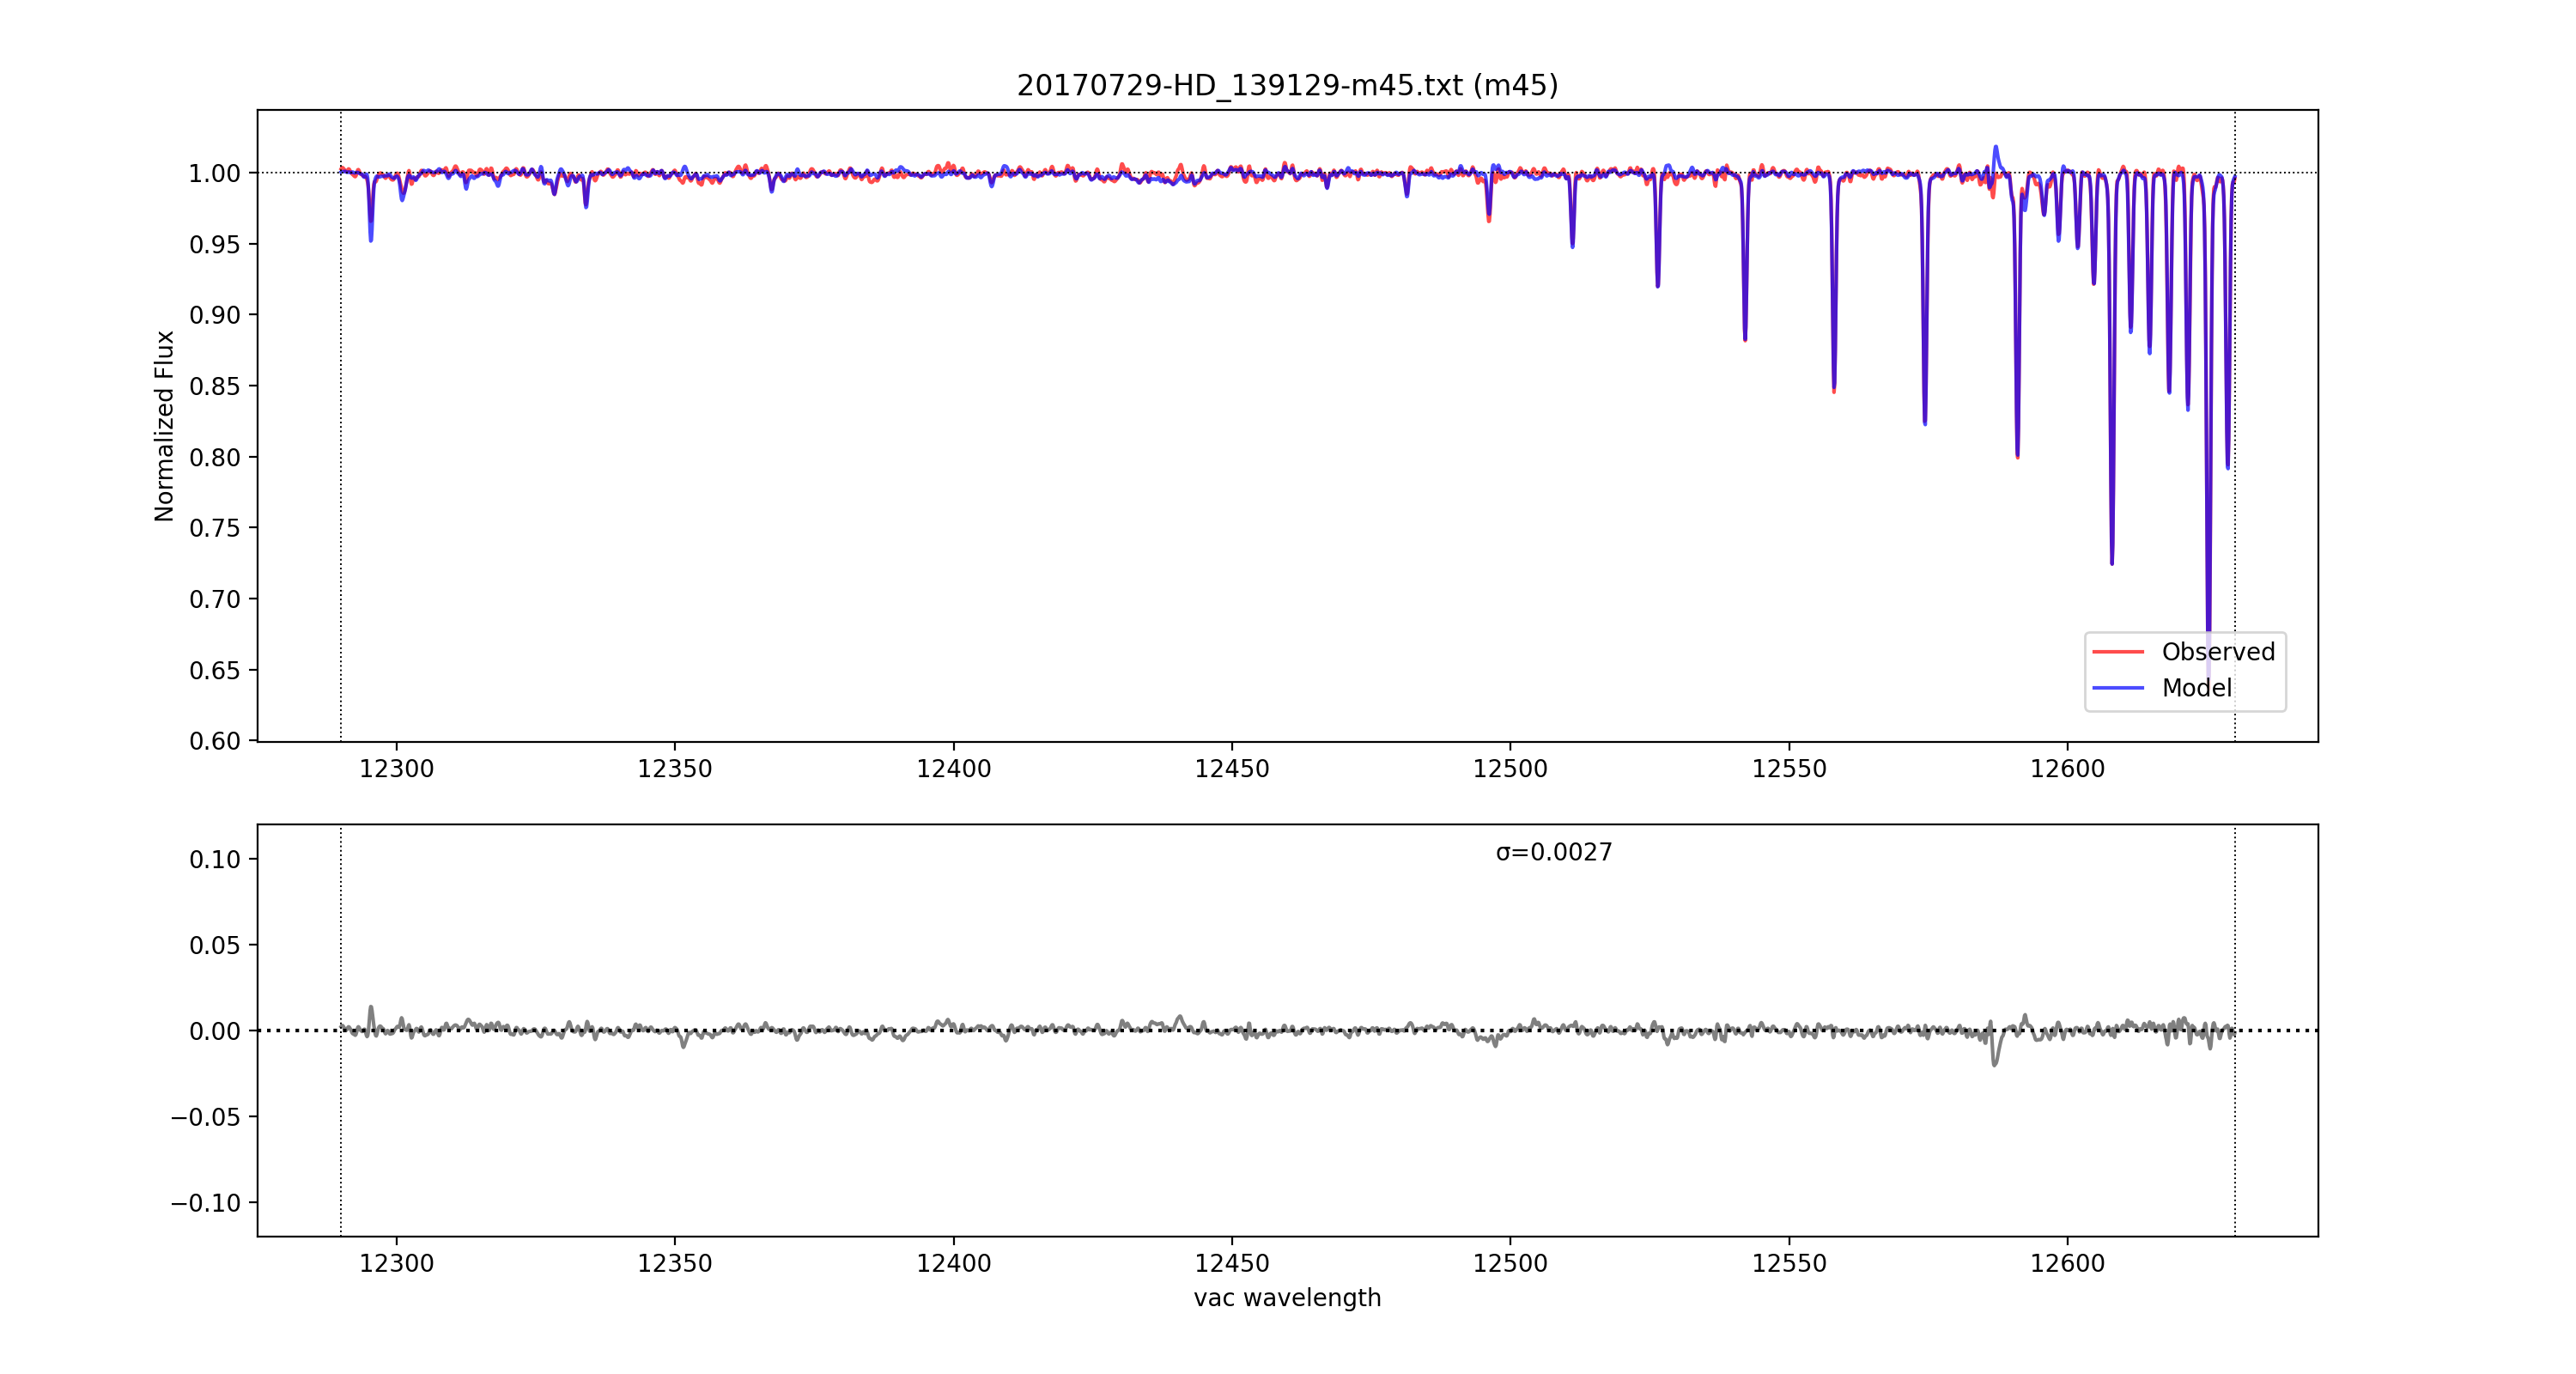 20170729-HD_139129-m45.txt (m45)
Normalized Flux
1.00
0.95
0.90
0.85
0.80
0.75
0.70
0.65
0.60
Observed
Model
12300 12350 12400 12450 12500 12550 12600
σ=0.0027
0.10
0.05
0.00
−0.05
−0.10
12300 12350 12400 12450 12500 12550 12600
vac wavelength